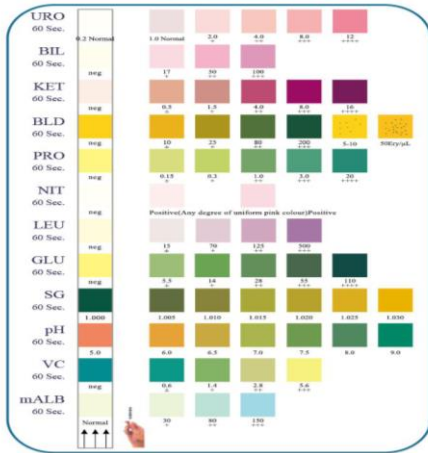 URO
60 Sec.
0.2 Normal 1.0 Normal 2.0 4.0 8.0 12
+ ++ +++ ++++
BIL
60 Sec.
neg 17 50 100
+ ++ +++
KET
60 Sec.
neg 0.5 1.5 4.0 8.0 16
± + ++ +++ ++++
BLD
60 Sec.
neg 10 25 80 200 5-10 50Ery/μL
± + ++ +++
PRO
60 Sec.
neg 0.15 0.3 1.0 3.0 20
± + ++ +++ ++++
NIT
60 Sec.
neg Positive(Any degree of uniform pink colour)Positive
LEU
60 Sec.
neg 15 70 125 500
± + ++ +++
GLU
60 Sec.
neg 5.5 14 28 55 110
± + ++ +++ ++++
SG
60 Sec.
1.000 1.005 1.010 1.015 1.020 1.025 1.030
pH
60 Sec.
5.0 6.0 6.5 7.0 7.5 8.0 9.0
VC
60 Sec.
neg 0.6 1.4 2.8 5.6
± + ++ +++
mALB
60 Sec.
Normal 30 80 150
+ ++ +++